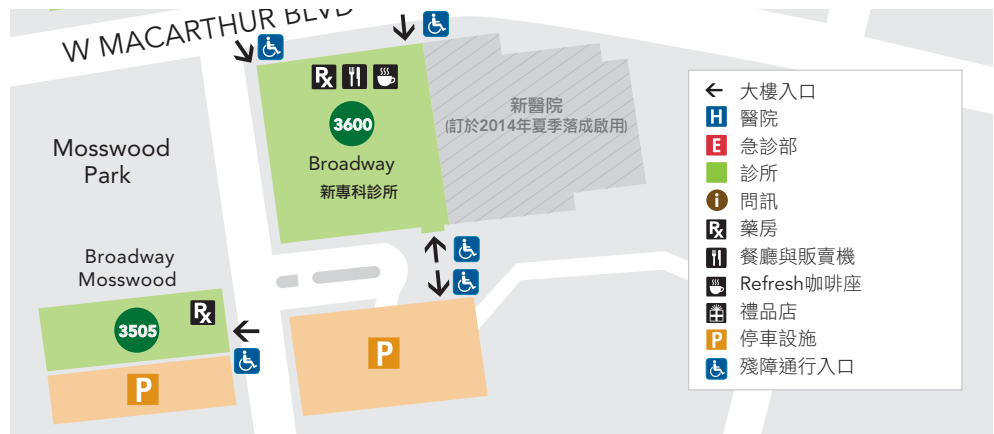 W MACARTHUR BLVD
Mosswood
Park
3600
Broadway
新專科診所
新醫院
(訂於2014年夏季落成啟用)
Broadway
Mosswood
3505
P
P
大樓入口
H 醫院
E 急診部
診所
i 問訊
Rx 藥房
餐廳與販賣機
Refresh咖啡座
禮品店
P 停車設施
殘障通行入口
Rx
Rx